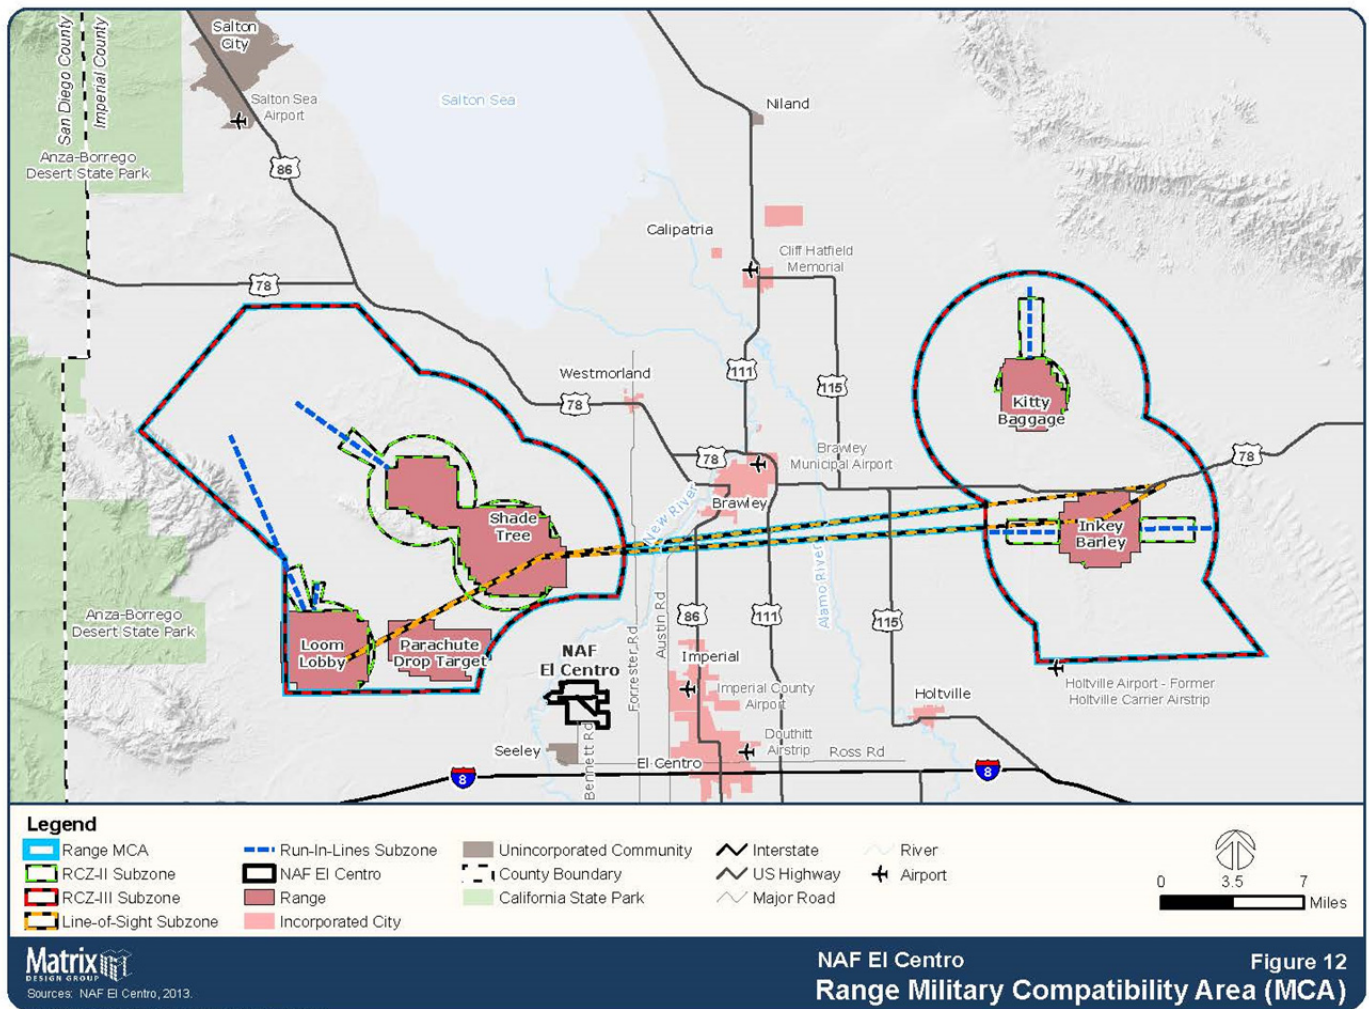 Salton
City
San Diego County
Imperial County
Salton Sea
Airport
Anza-Borrego
Desert State Park
86
Salton Sea
Niland
Calipatria
Cliff Hatfield
Memorial
78
Westmorland
78
111
115
Kitty
Baggage
78
Brawley
Municipal Airport
78
Brawley
New River
Shade
Tree
Inkey
Barley
Alamo River
Anza-Borrego
Desert State Park
Loom
Lobby
Parachute
Drop Target
NAF
El Centro
Forrester Rd
Austin Rd
86
111
115
Imperial
Imperial County
Airport
Holtville
Holtville Airport - Former
Holtville Carrier Airstrip
Seeley
Bennett Rd
El Centro
Douthitt
Airstrip
Ross Rd
8
8
Legend
Range MCA
RCZ-II Subzone
RCZ-III Subzone
Line-of-Sight Subzone
Run-In-Lines Subzone
NAF El Centro
Range
Incorporated City
Unincorporated Community
County Boundary
California State Park
Interstate
US Highway
Major Road
River
Airport
0 3.5 7
Miles
Matrix
DESIGN GROUP
Sources: NAF El Centro, 2013.
NAF El Centro
Figure 12
Range Military Compatibility Area (MCA)